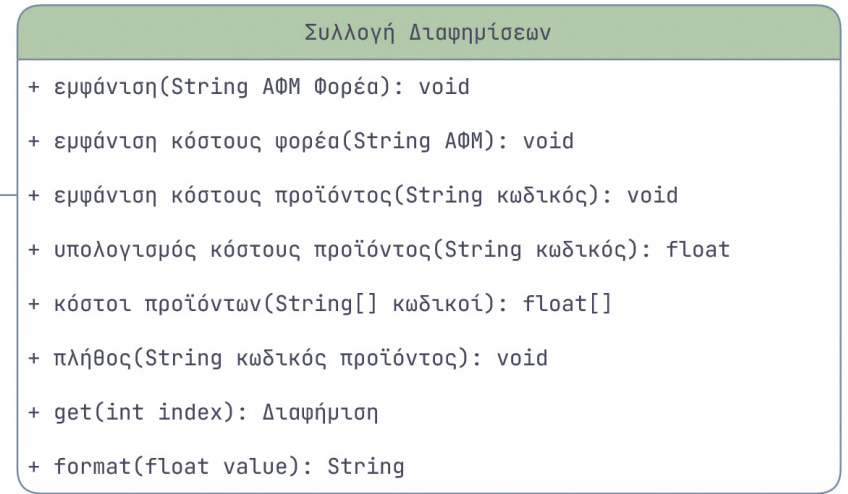 Συλλογή Διαφημίσεων
+ εμφάνιση(String ΑΦΜ Φορέα): void
+ εμφάνιση κόστους φορέα(String ΑΦΜ): void
+ εμφάνιση κόστους προϊόντος(String κωδικός): void
+ υπολογισμός κόστους προϊόντος(String κωδικός): float
+ κόστοι προϊόντων(String[] κωδικοί): float[]
+ πλήθος(String κωδικός προϊόντος): void
+ get(int index): Διαφήμιση
+ format(float value): String